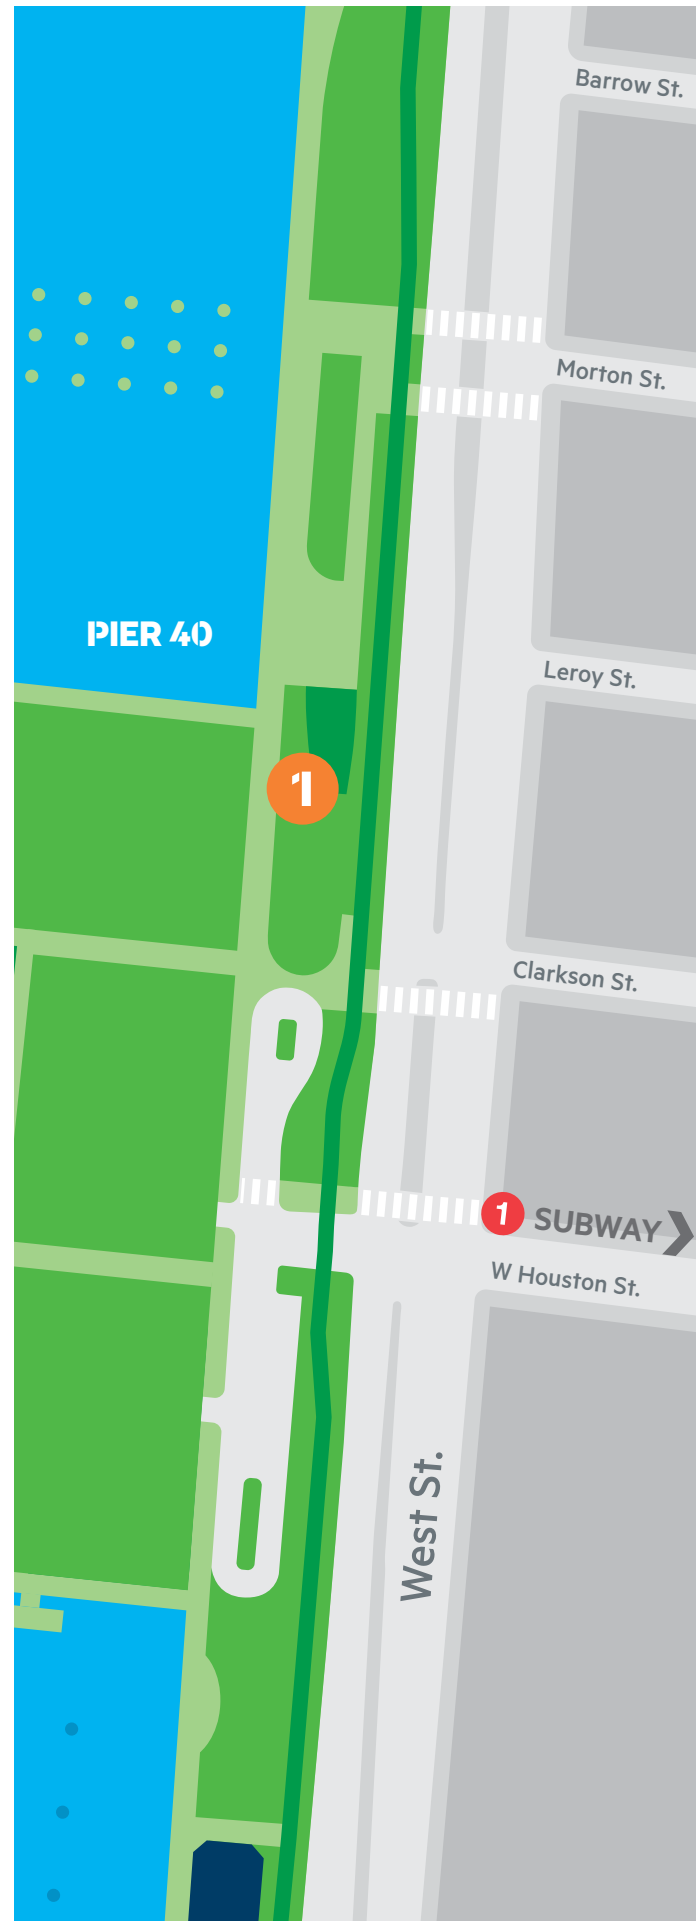 Barrow St.
Morton St.
PIER 40
Leroy St.
1
Clarkson St.
1 SUBWAY
W Houston St.
West St.